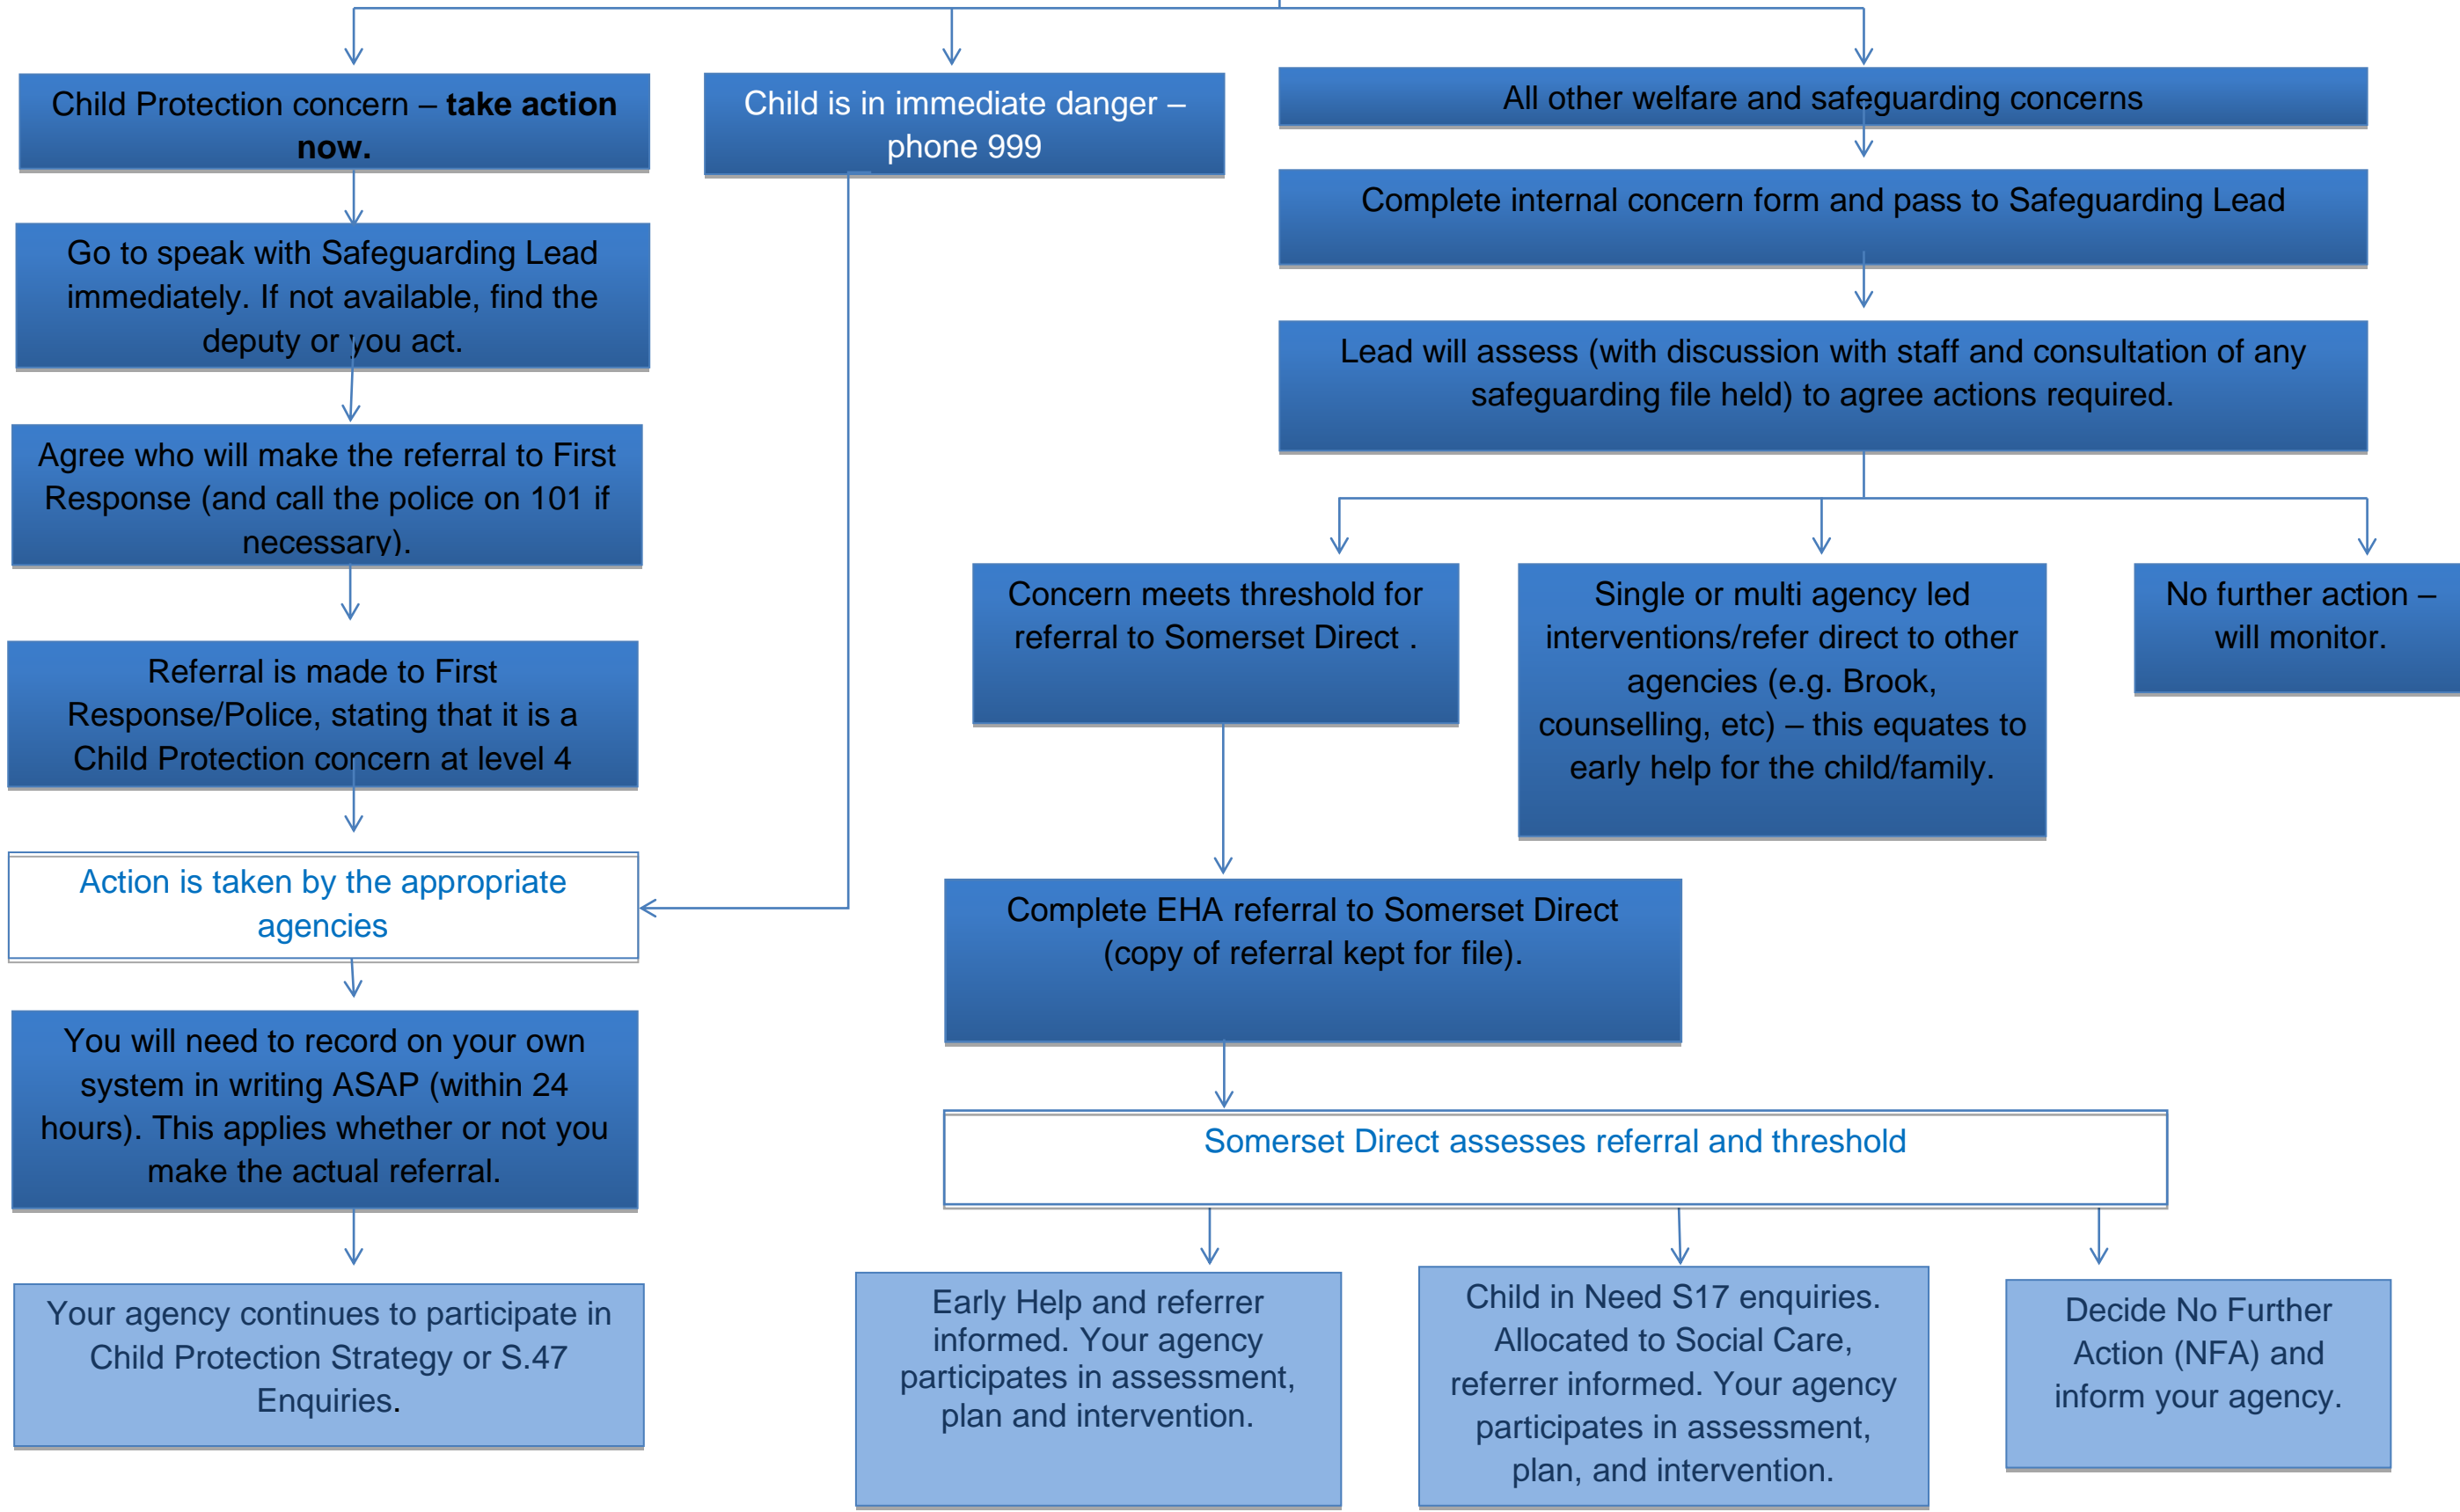 Child Protection concern – take action
now.
Child is in immediate danger –
phone 999
All other welfare and safeguarding concerns
Go to speak with Safeguarding Lead
immediately. If not available, find the
deputy or you act.
Complete internal concern form and pass to Safeguarding Lead
Lead will assess (with discussion with staff and consultation of any
safeguarding file held) to agree actions required.
Agree who will make the referral to First
Response (and call the police on 101 if
necessary).
Referral is made to First
Response/Police, stating that it is a
Child Protection concern at level 4
Concern meets threshold for
referral to Somerset Direct .
Single or multi agency led
interventions/refer direct to other
agencies (e.g. Brook,
counselling, etc) – this equates to
early help for the child/family.
No further action –
will monitor.
Action is taken by the appropriate
agencies
Complete EHA referral to Somerset Direct
(copy of referral kept for file).
You will need to record on your own
system in writing ASAP (within 24
hours). This applies whether or not you
make the actual referral.
Somerset Direct assesses referral and threshold
Your agency continues to participate in
Child Protection Strategy or S.47
Enquiries.
Early Help and referrer
informed. Your agency
participates in assessment,
plan and intervention.
Child in Need S17 enquiries.
Allocated to Social Care,
referrer informed. Your agency
participates in assessment,
plan, and intervention.
Decide No Further
Action (NFA) and
inform your agency.